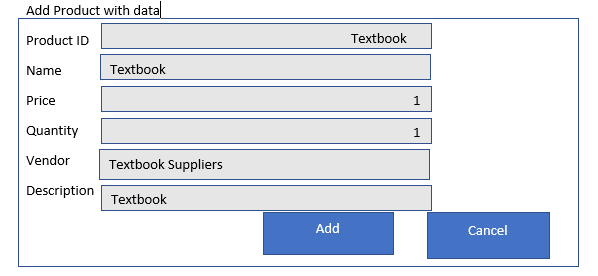 Add Product with data
Product ID Textbook
Name Textbook
Price 1
Quantity 1
Vendor Textbook Suppliers
Description Textbook
Add Cancel